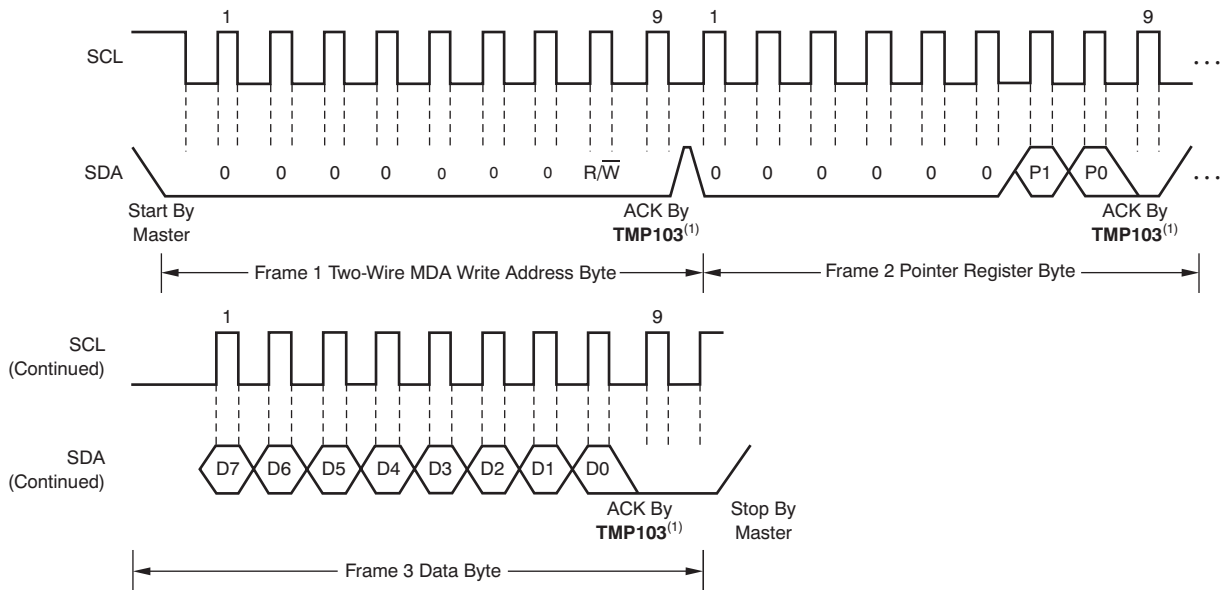 1 9 1 9
SCL ...
SDA 0 0 0 0 0 0 0 R/W̅ 0 0 0 0 0 0 P1 P0 ...
Start By
Master
ACK By
TMP103(1)
ACK By
TMP103(1)
Frame 1 Two-Wire MDA Write Address Byte
Frame 2 Pointer Register Byte
1 9
SCL
(Continued)
SDA
(Continued)
D7 D6 D5 D4 D3 D2 D1 D0
ACK By
TMP103(1)
Stop By
Master
Frame 3 Data Byte